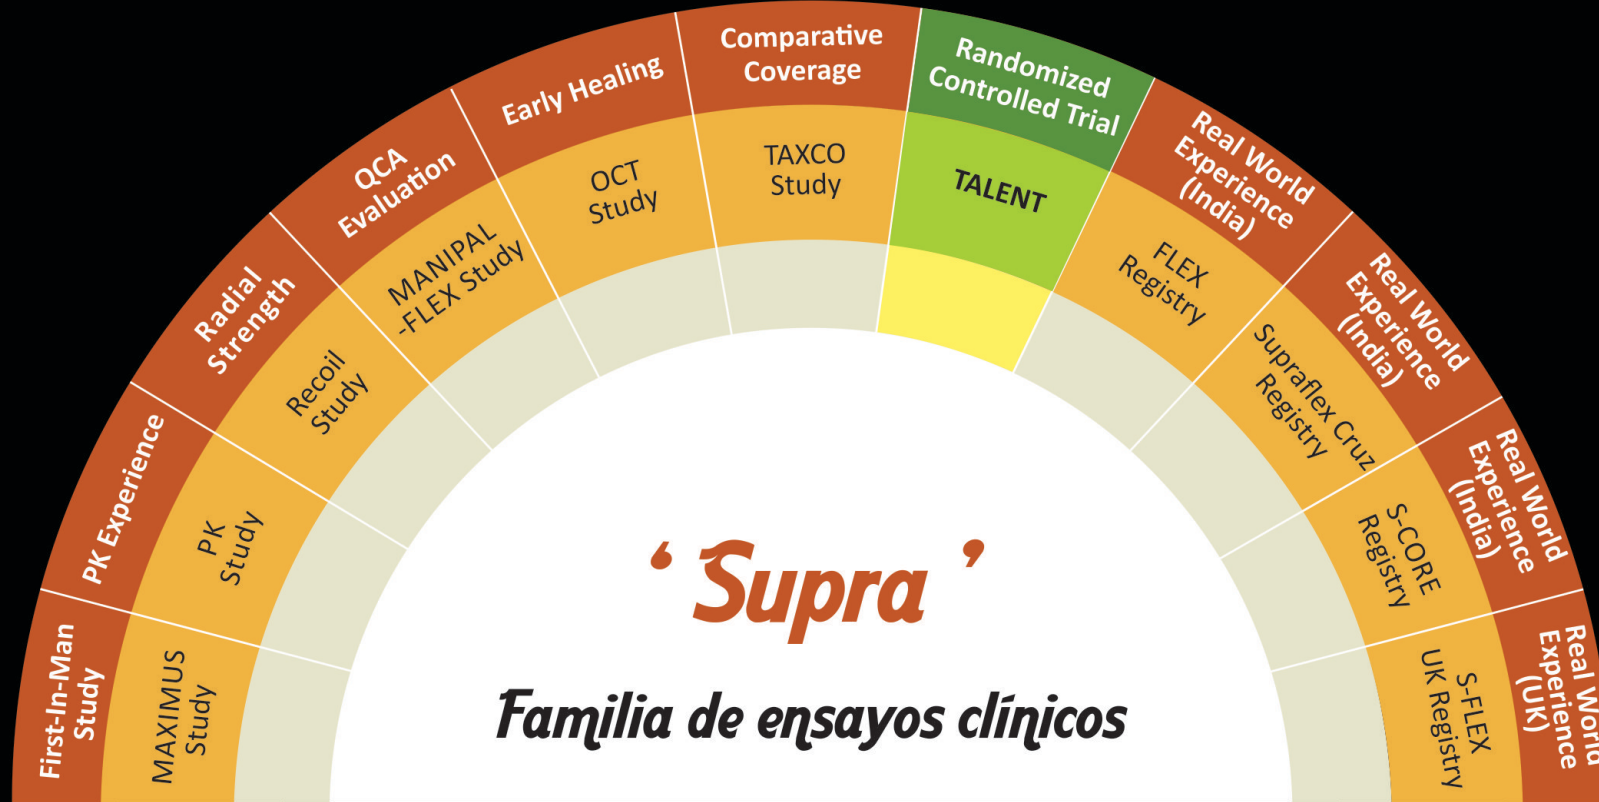 First-In-Man
Study
MAXIMUS
Study
PK Experience
PK
Study
Radial
Strength
Recoil
Study
QCA
Evaluation
MANIPAL
-FLEX Study
Early Healing
OCT
Study
Comparative
Coverage
TAXCO
Study
Randomized
Controlled Trial
TALENT
Real World
Experience
(India)
FLEX
Registry
Real World
Experience
(India)
Supraflex Cruz
Registry
Real World
Experience
(India)
S-CORE
Registry
Real World
Experience
(UK)
S-FLEX
UK Registry
‘ Supra ’
Familia de ensayos clínicos